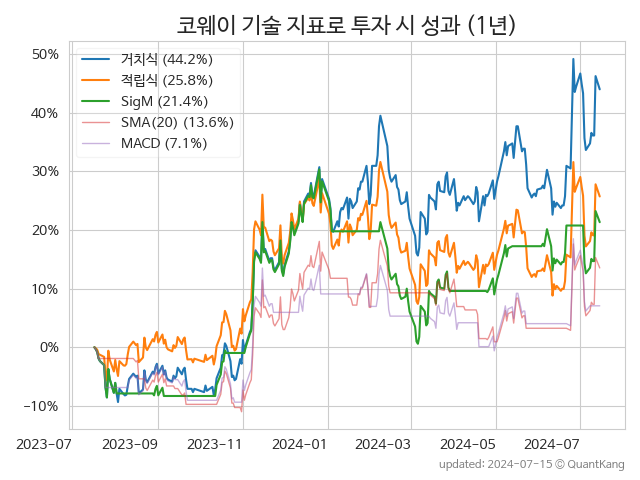 코웨이 기술 지표로 투자 시 성과 (1년)
거치식 (44.2%)
적립식 (25.8%)
SigM (21.4%)
SMA(20) (13.6%)
MACD (7.1%)
50%
40%
30%
20%
10%
0%
−10%
2023-07 2023-09 2023-11 2024-01 2024-03 2024-05 2024-07
updated: 2024-07-15 © QuantKang